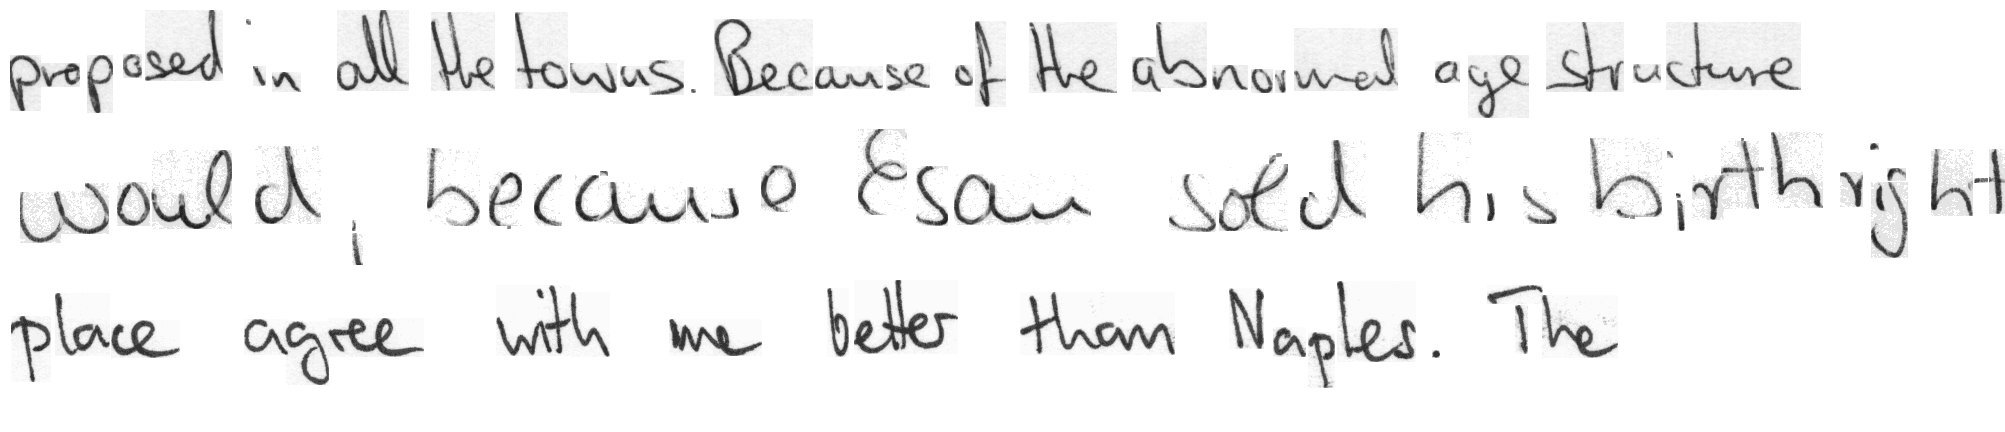 proposed in all the towns. Because of the abnormal age structure
would, because Esau sold his birthright
place agree with me better than Naples. The